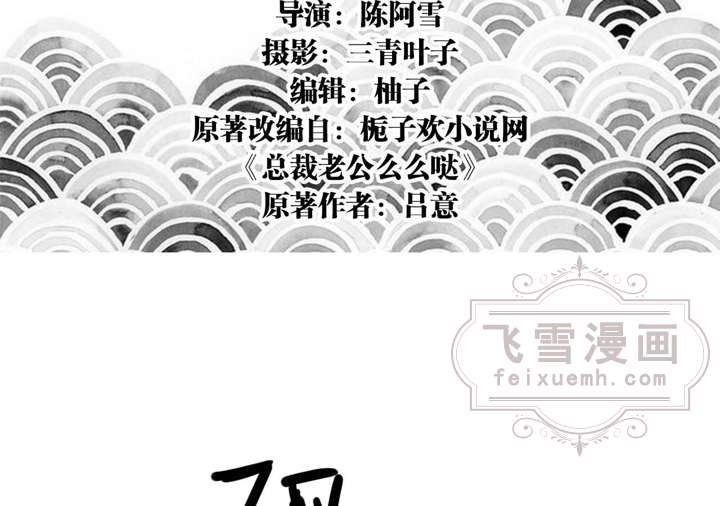 导演：陈阿雪
摄影：三青叶子
编辑：柚子
原著改编自：栀子欢小说网
《总裁老公么么哒》
原著作者：吕意
飞雪漫画
feixuemh.com